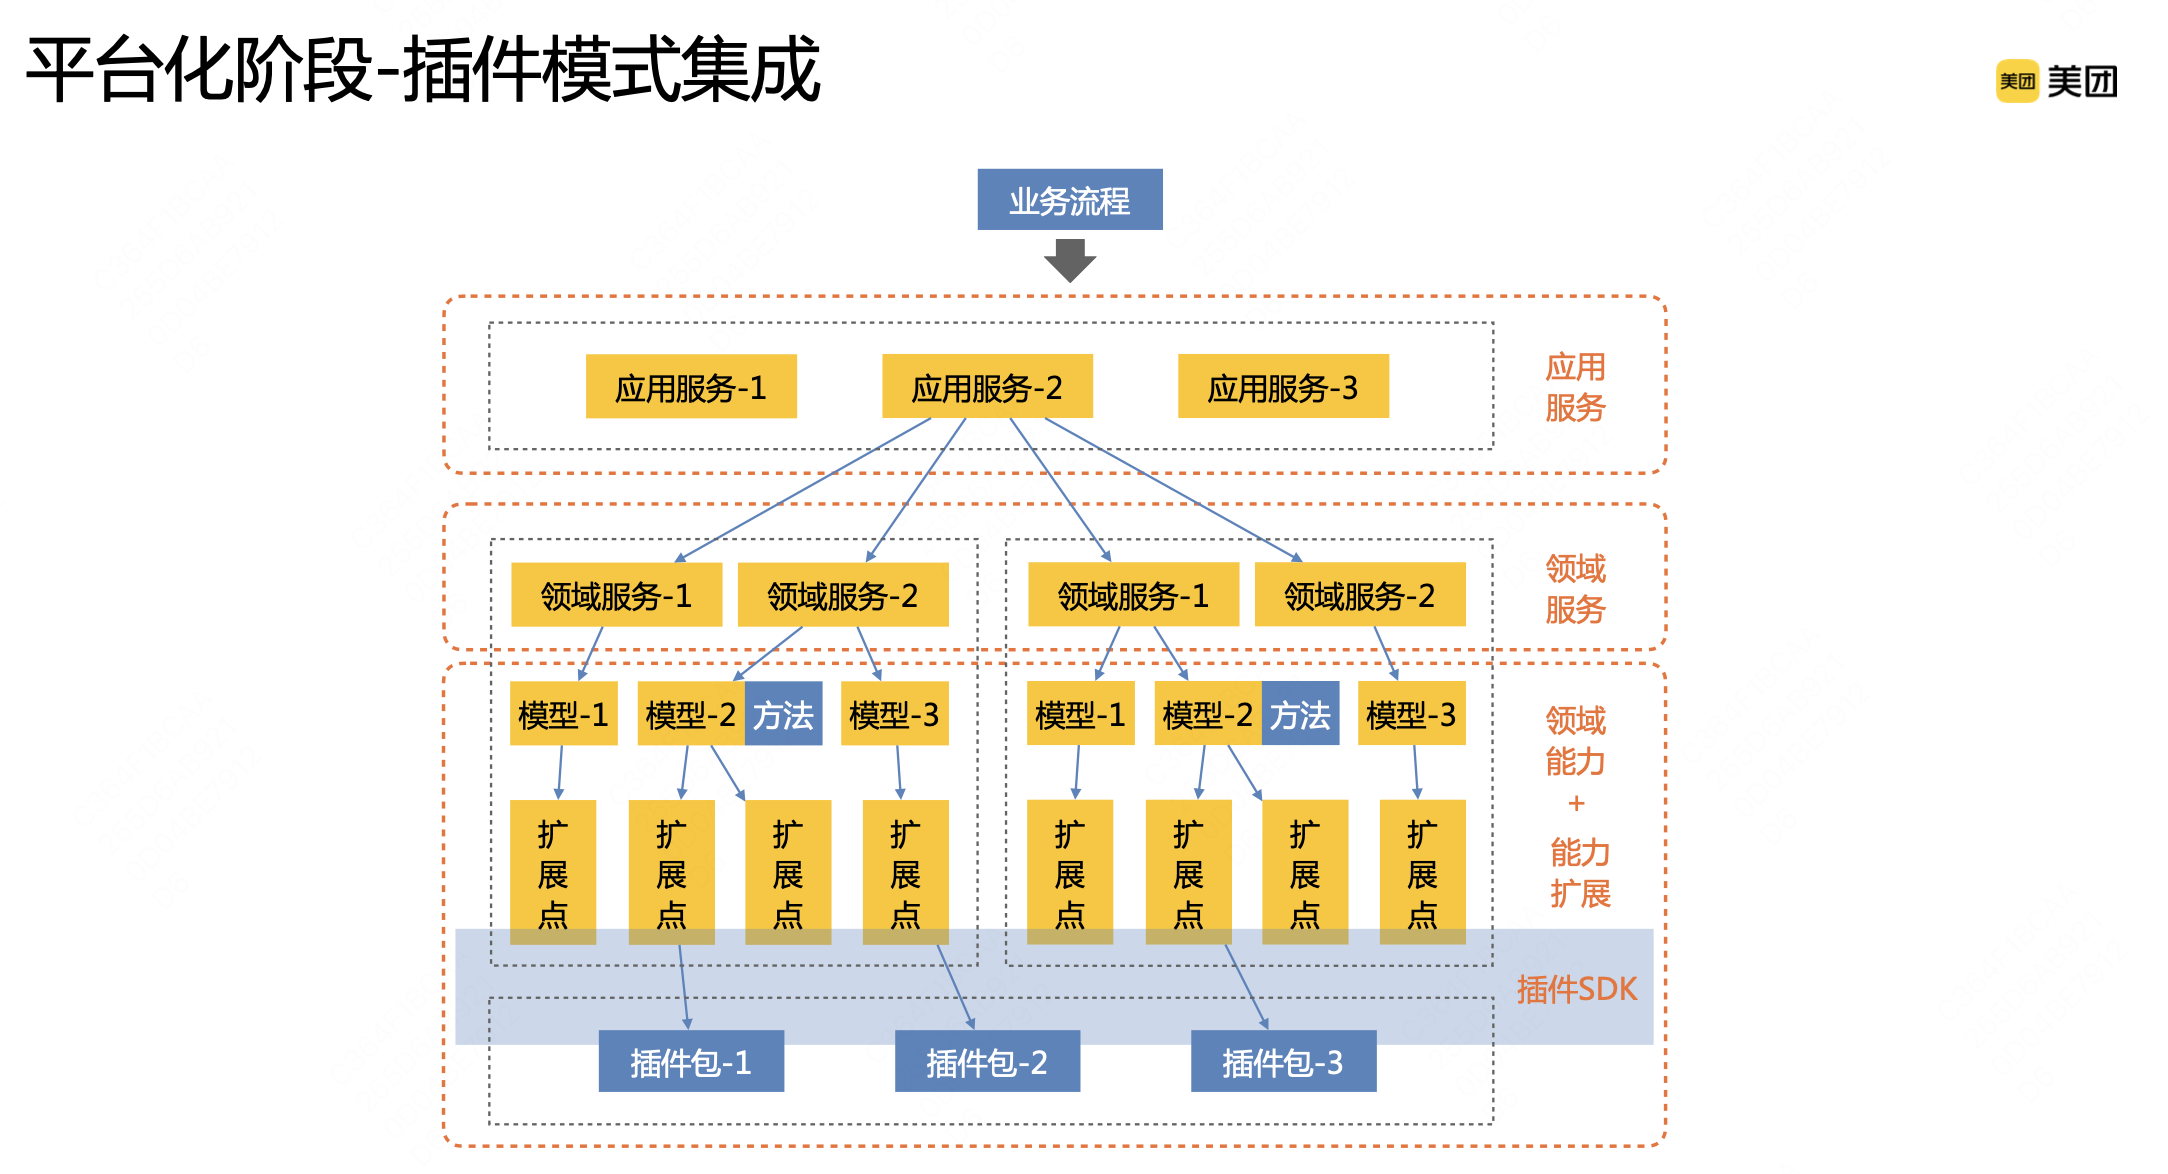 平台化阶段-插件模式集成
美团 美团
业务流程
应用服务-1
应用服务-2
应用服务-3
应用
服务
领域服务-1
领域服务-2
领域服务-1
领域服务-2
领域
服务
模型-1
模型-2
方法
模型-3
模型-1
模型-2
方法
模型-3
领域
能力
+
能力
扩展
扩
展
点
扩
展
点
扩
展
点
扩
展
点
扩
展
点
扩
展
点
扩
展
点
扩
展
点
插件SDK
插件包-1
插件包-2
插件包-3